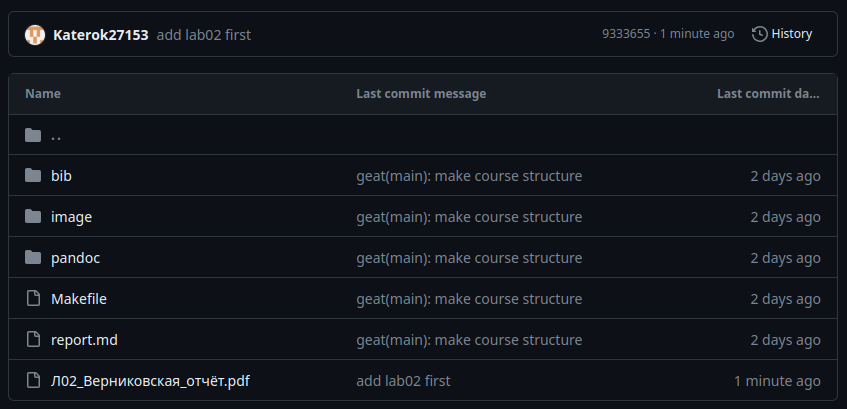 Katerok27153 add lab02 first 9333655 · 1 minute ago History
Name Last commit message Last commit da...
..
bib geat(main): make course structure 2 days ago
image geat(main): make course structure 2 days ago
pandoc geat(main): make course structure 2 days ago
Makefile geat(main): make course structure 2 days ago
report.md geat(main): make course structure 2 days ago
Л02_Верниковская_отчёт.pdf add lab02 first 1 minute ago